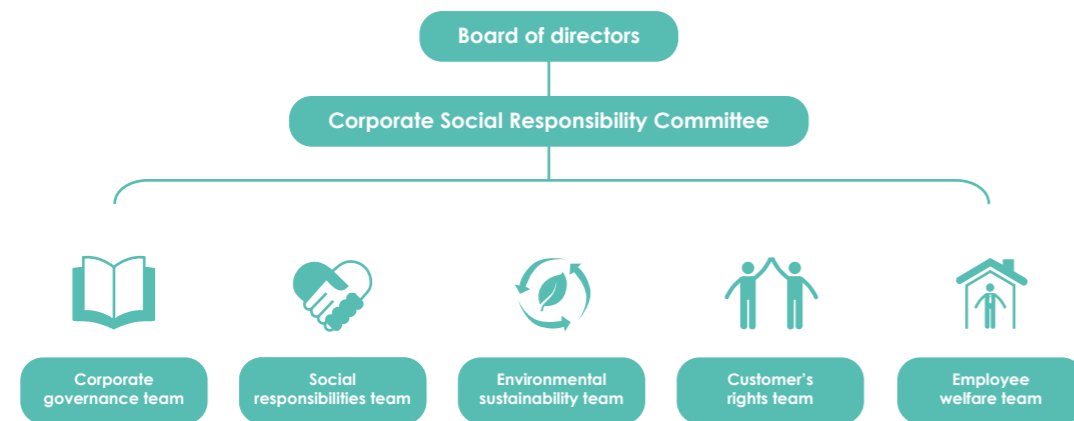 Board of directors
Corporate Social Responsibility Committee
Corporate
governance team
Social
responsibilities team
Environmental
sustainability team
Customer's
rights team
Employee
welfare team